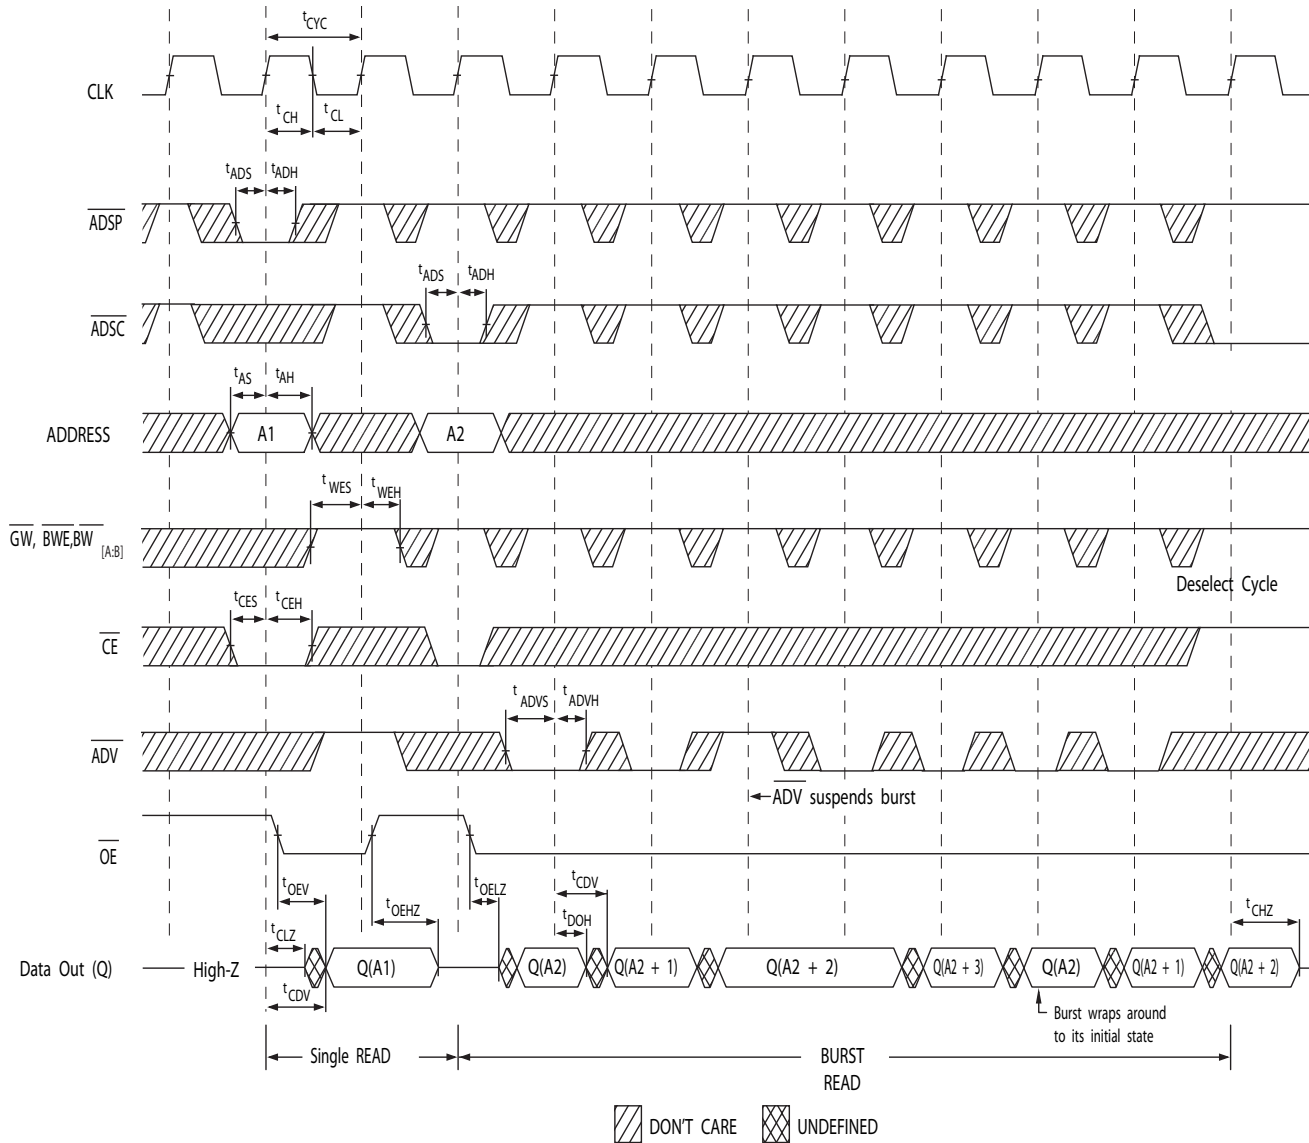 tCYC
CLK
tCH tCL
tADS tADH
ADSP
tADS tADH
ADSC
tAS tAH
ADDRESS A1 A2
tWES tWEH
GW, BWE,BW [A:B]
Deselect Cycle
tCES tCEH
CE
tADVS tADVH
ADV
ADV suspends burst
OE
tOEV tOEHZ tOELZ tCDV
tDOH tCHZ
tCLZ
Data Out (Q) High-Z Q(A1) Q(A2) Q(A2 + 1) Q(A2 + 2) Q(A2 + 3) Q(A2) Q(A2 + 1) Q(A2 + 2)
tCDV
Burst wraps around
to its initial state
Single READ BURST
READ
DON'T CARE UNDEFINED